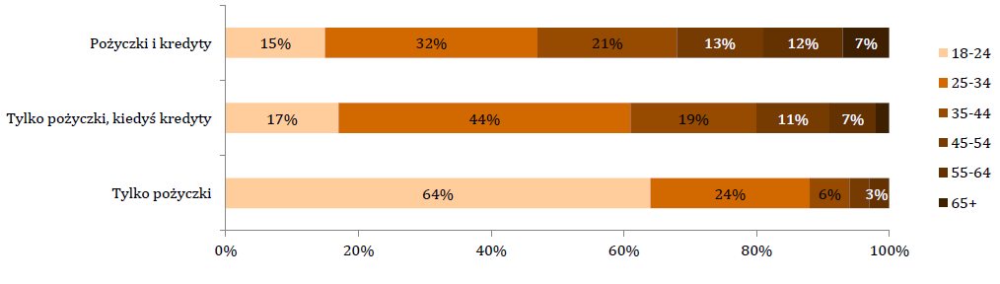 Pożyczki i kredyty 15% 32% 21% 13% 12% 7%
18-24
25-34
Tylko pożyczki, kiedyś kredyty 17% 44% 19% 11% 7%
35-44
45-54
55-64
Tylko pożyczki 64% 24% 6% 3%
65+
0% 20% 40% 60% 80% 100%